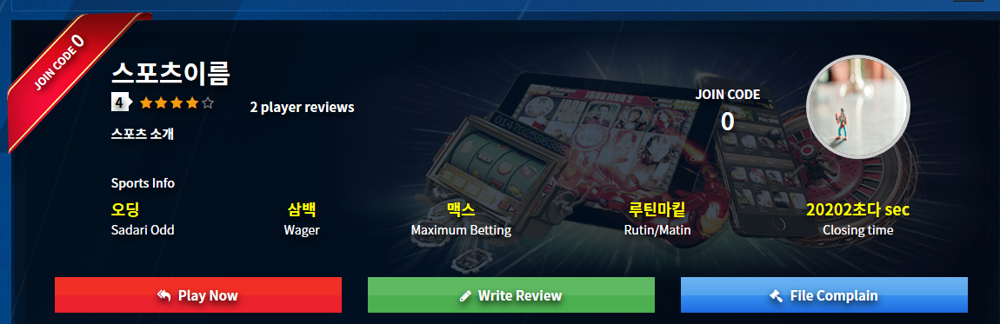 JOIN CODE 0
스포츠이름
4
2 player reviews
스포츠 소개
JOIN CODE
0
Sports Info
오딩 삼백 맥스 루틴마킽 20202초다 sec
Sadari Odd Wager Maximum Betting Rutin/Matin Closing time
Play Now Write Review File Complain